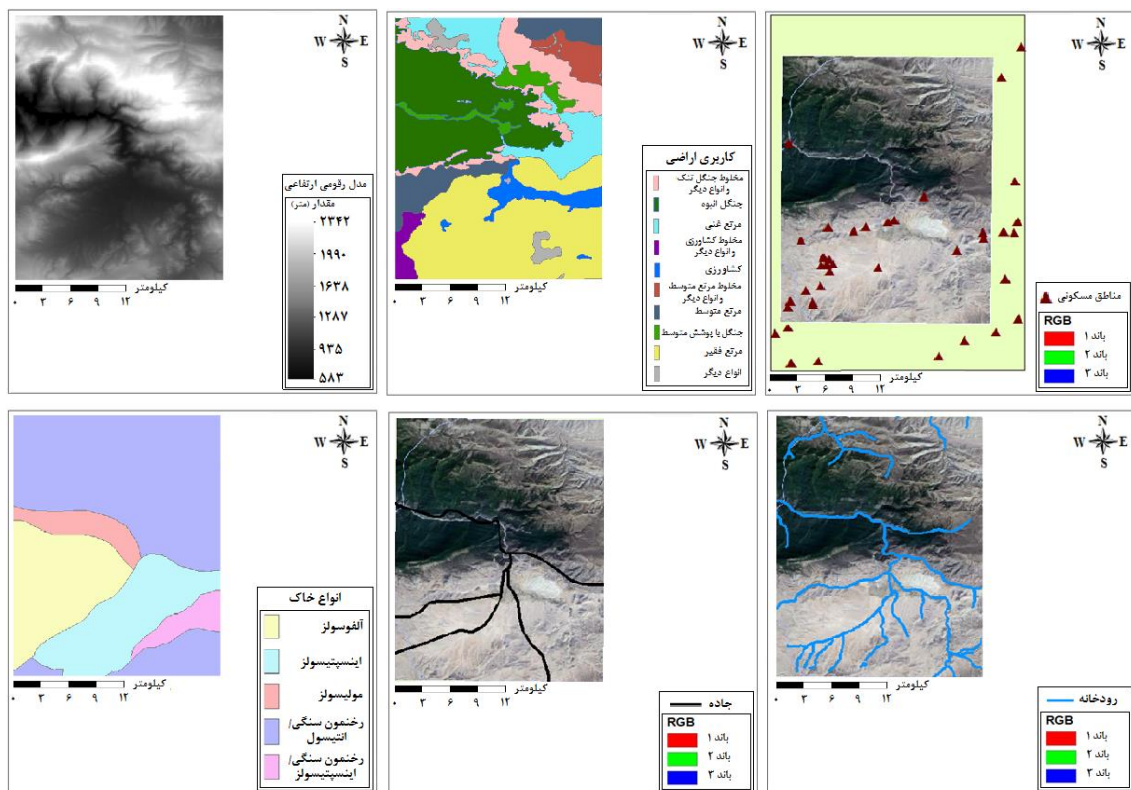 N
W E
S
مدل رقومی ارتفاعی
مقدار (متر)
۲۳۴۲
۱۹۹۰
۱۶۳۸
۱۲۸۷
۹۳۵
۵۸۳
کیلومتر
۰ ۳ ۶ ۹ ۱۲
N
W E
S
کاربری اراضی
مخلوط جنگل تنک
و انواع دیگر
جنگل انبوه
مرتع غنی
مخلوط کشاورزی
و انواع دیگر
کشاورزی
مخلوط مرتع متوسط
و انواع دیگر
مرتع متوسط
جنگل با پوشش متوسط
مرتع فقیر
انواع دیگر
کیلومتر
۰ ۳ ۶ ۹ ۱۲
N
W E
S
مناطق مسکونی
RGB
باند ۱
باند ۲
باند ۳
کیلومتر
۰ ۳ ۶ ۹ ۱۲
N
W E
S
انواع خاک
آلفوسولز
اینسپتیسولز
مولیسولز
رخنمون سنگی/
انتیسول
رخنمون سنگی/
اینسپتیسولز
کیلومتر
۰ ۳ ۶ ۹ ۱۲
N
W E
S
جاده
RGB
باند ۱
باند ۲
باند ۳
کیلومتر
۰ ۳ ۶ ۹ ۱۲
N
W E
S
رودخانه
RGB
باند ۱
باند ۲
باند ۳
کیلومتر
۰ ۳ ۶ ۹ ۱۲